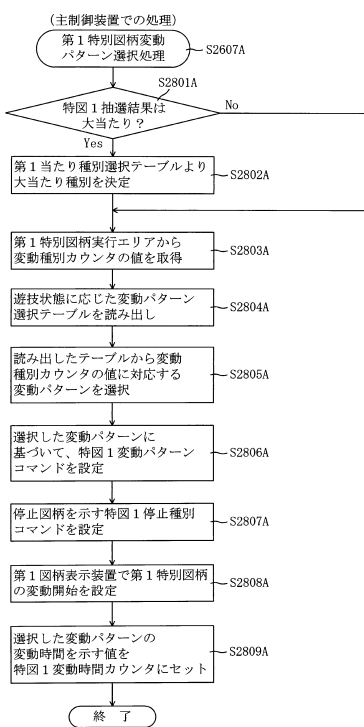 (主制御装置での処理)
第１特別図柄変動
パターン選択処理
S2607A
S2801A
特図１抽選結果は
大当たり？
No
Yes
第１当たり種別選択テーブルより
大当たり種別を決定
S2802A
第１特別図柄実行エリアから
変動種別カウンタの値を取得
S2803A
遊技状態に応じた変動パターン
選択テーブルを読み出し
S2804A
読み出したテーブルから変動
種別カウンタの値に対応する
変動パターンを選択
S2805A
選択した変動パターンに
基づいて、特図１変動パターン
コマンドを設定
S2806A
停止図柄を示す特図１停止種別
コマンドを設定
S2807A
第１図柄表示装置で第１特別図柄
の変動開始を設定
S2808A
選択した変動パターンの
変動時間を示す値を
特図１変動時間カウンタにセット
S2809A
終 了